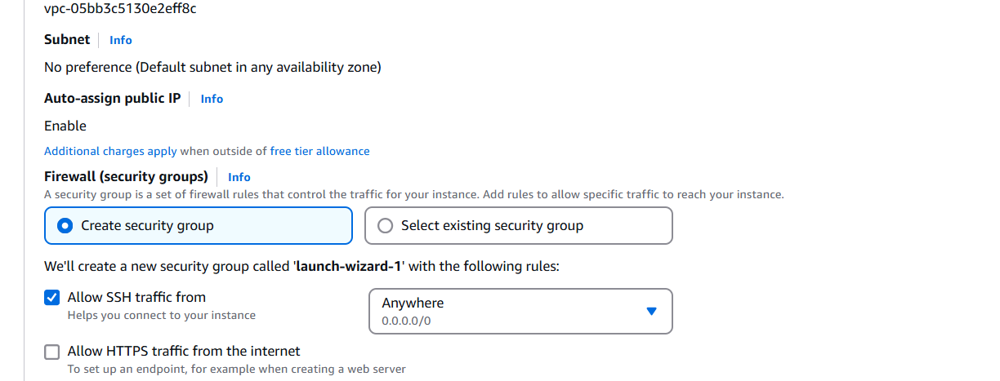 vpc-05bb3c5130e2eff8c
Subnet Info
No preference (Default subnet in any availability zone)
Auto-assign public IP Info
Enable
Additional charges apply when outside of free tier allowance
Firewall (security groups) Info
A security group is a set of firewall rules that control the traffic for your instance. Add rules to allow specific traffic to reach your instance.
Create security group Select existing security group
We'll create a new security group called 'launch-wizard-1' with the following rules:
Allow SSH traffic from
Helps you connect to your instance
Anywhere
0.0.0.0/0
Allow HTTPS traffic from the internet
To set up an endpoint, for example when creating a web server